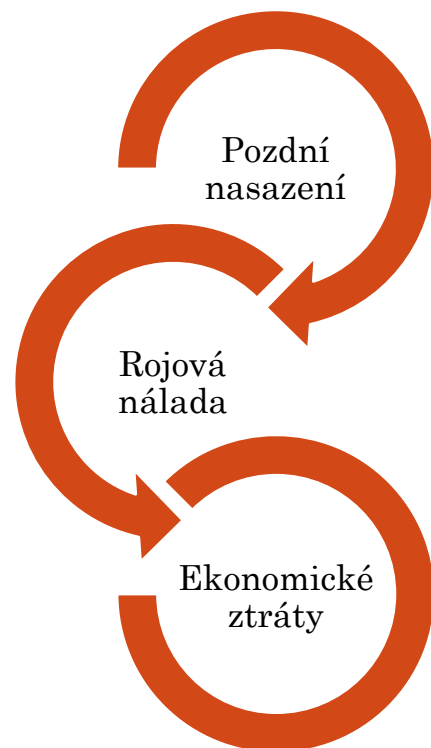 Pozdní
nasazení
Rojová
nálada
Ekonomické
ztráty